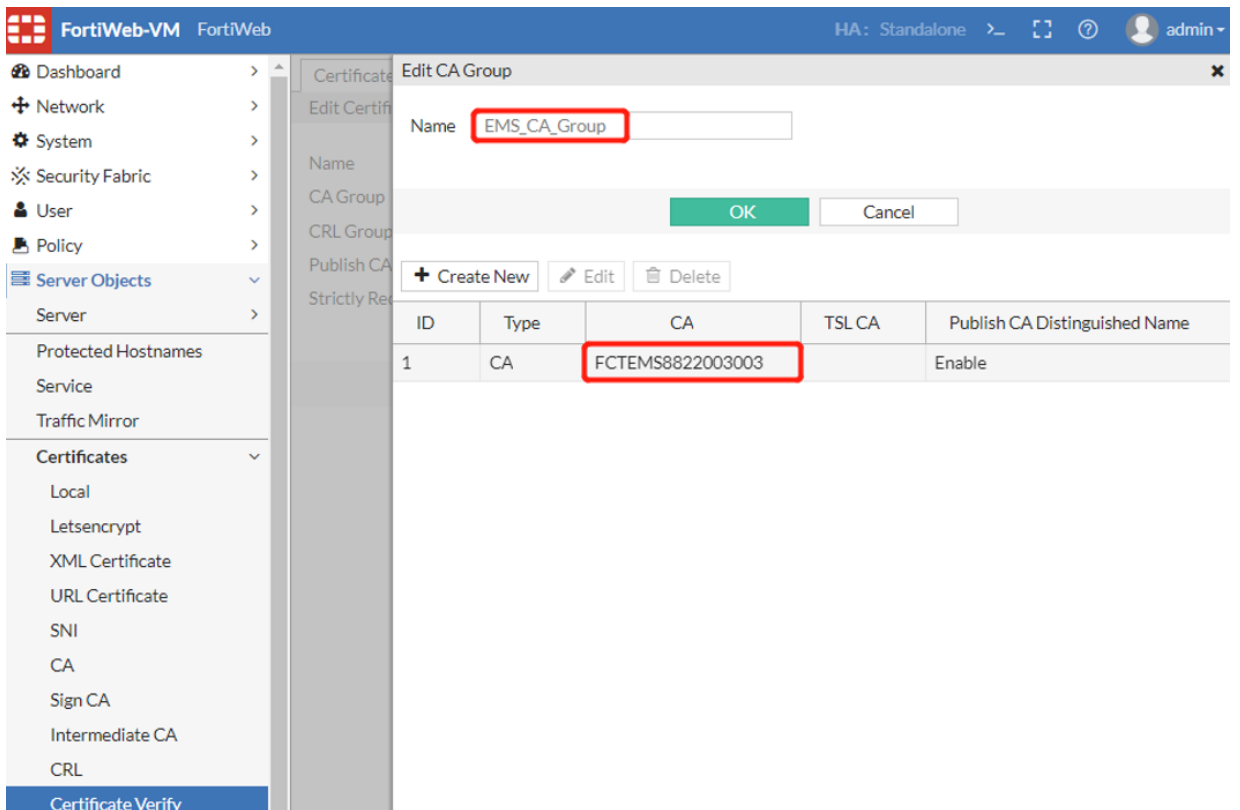 FortiWeb-VM FortiWeb HA: Standalone >_ admin
Dashboard
Network
System
Security Fabric
User
Policy
Server Objects
Server
Protected Hostnames
Service
Traffic Mirror
Certificates
Local
Letsencrypt
XML Certificate
URL Certificate
SNI
CA
Sign CA
Intermediate CA
CRL
Certificate Verify
Certificate
Edit Certifi
Name
CA Group
CRL Group
Publish CA
Strictly Req
Edit CA Group
Name EMS_CA_Group
OK Cancel
Create New Edit Delete
ID Type CA TSL CA Publish CA Distinguished Name
1 CA FCTEMS8822003003 Enable